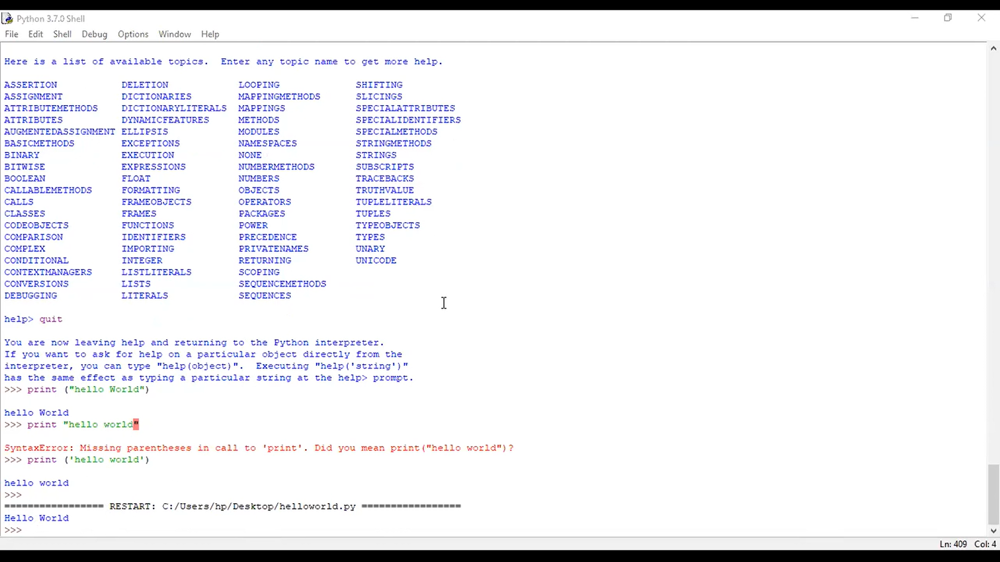 Python 3.7.0 Shell
File Edit Shell Debug Options Window Help
Here is a list of available topics.  Enter any topic name to get more help.
ASSERTION           DELETION            LOOPING             SHIFTING
ASSIGNMENT          DICTIONARIES        MAPPINGMETHODS      SLICINGS
ATTRIBUTEMETHODS    DICTIONARYLITERALS  MAPPINGS            SPECIALATTRIBUTES
ATTRIBUTES          DYNAMICFEATURES     METHODS             SPECIALIDENTIFIERS
AUGMENTEDASSIGNMENT ELLIPSIS            MODULES             SPECIALMETHODS
BASICMETHODS        EXCEPTIONS          NAMESPACES          STRINGMETHODS
BINARY              EXECUTION           NONE                STRINGS
BITWISE             EXPRESSIONS         NUMBERMETHODS       SUBSCRIPTS
BOOLEAN             FLOAT               NUMBERS             TRACEBACKS
CALLABLEMETHODS     FORMATTING          OBJECTS             TRUTHVALUE
CALLS               FRAMEOBJECTS        OPERATORS           TUPLELITERALS
CLASSES             FRAMES              PACKAGES            TUPLES
CODEOBJECTS         FUNCTIONS           POWER               TYPEOBJECTS
COMPARISON          IDENTIFIERS         PRECEDENCE          TYPES
COMPLEX             IMPORTING           PRIVATENAMES        UNARY
CONDITIONAL         INTEGER             RETURNING           UNICODE
CONTEXTMANAGERS     LISTLITERALS        SCOPING
CONVERSIONS         LISTS               SEQUENCEMETHODS
DEBUGGING           LITERALS            SEQUENCES
help> quit
You are now leaving help and returning to the Python interpreter.
If you want to ask for help on a particular object directly from the
interpreter, you can type "help(object)".  Executing "help('string')"
has the same effect as typing a particular string at the help> prompt.
>>> print ("hello World")
hello World
>>> print "hello world"
SyntaxError: Missing parentheses in call to 'print'. Did you mean print("hello world")?
>>> print ('hello world')
hello world
>>>
================= RESTART: C:/Users/hp/Desktop/helloworld.py =================
Hello World
>>>
Ln: 409 Col: 4